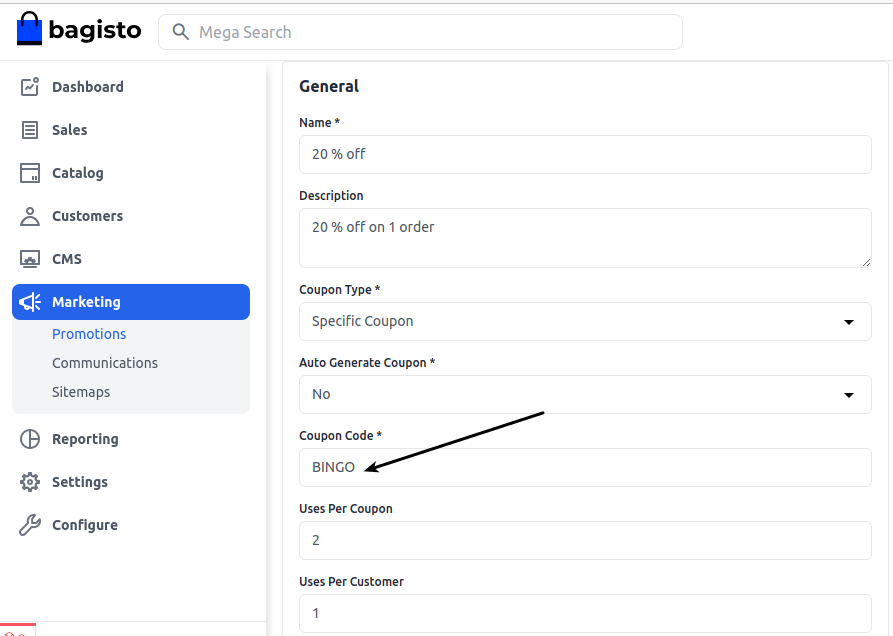 bagisto
Mega Search
Dashboard
Sales
Catalog
Customers
CMS
Marketing
Promotions
Communications
Sitemaps
Reporting
Settings
Configure
General
Name *
20 % off
Description
20 % off on 1 order
Coupon Type *
Specific Coupon
Auto Generate Coupon *
No
Coupon Code *
BINGO
Uses Per Coupon
2
Uses Per Customer
1